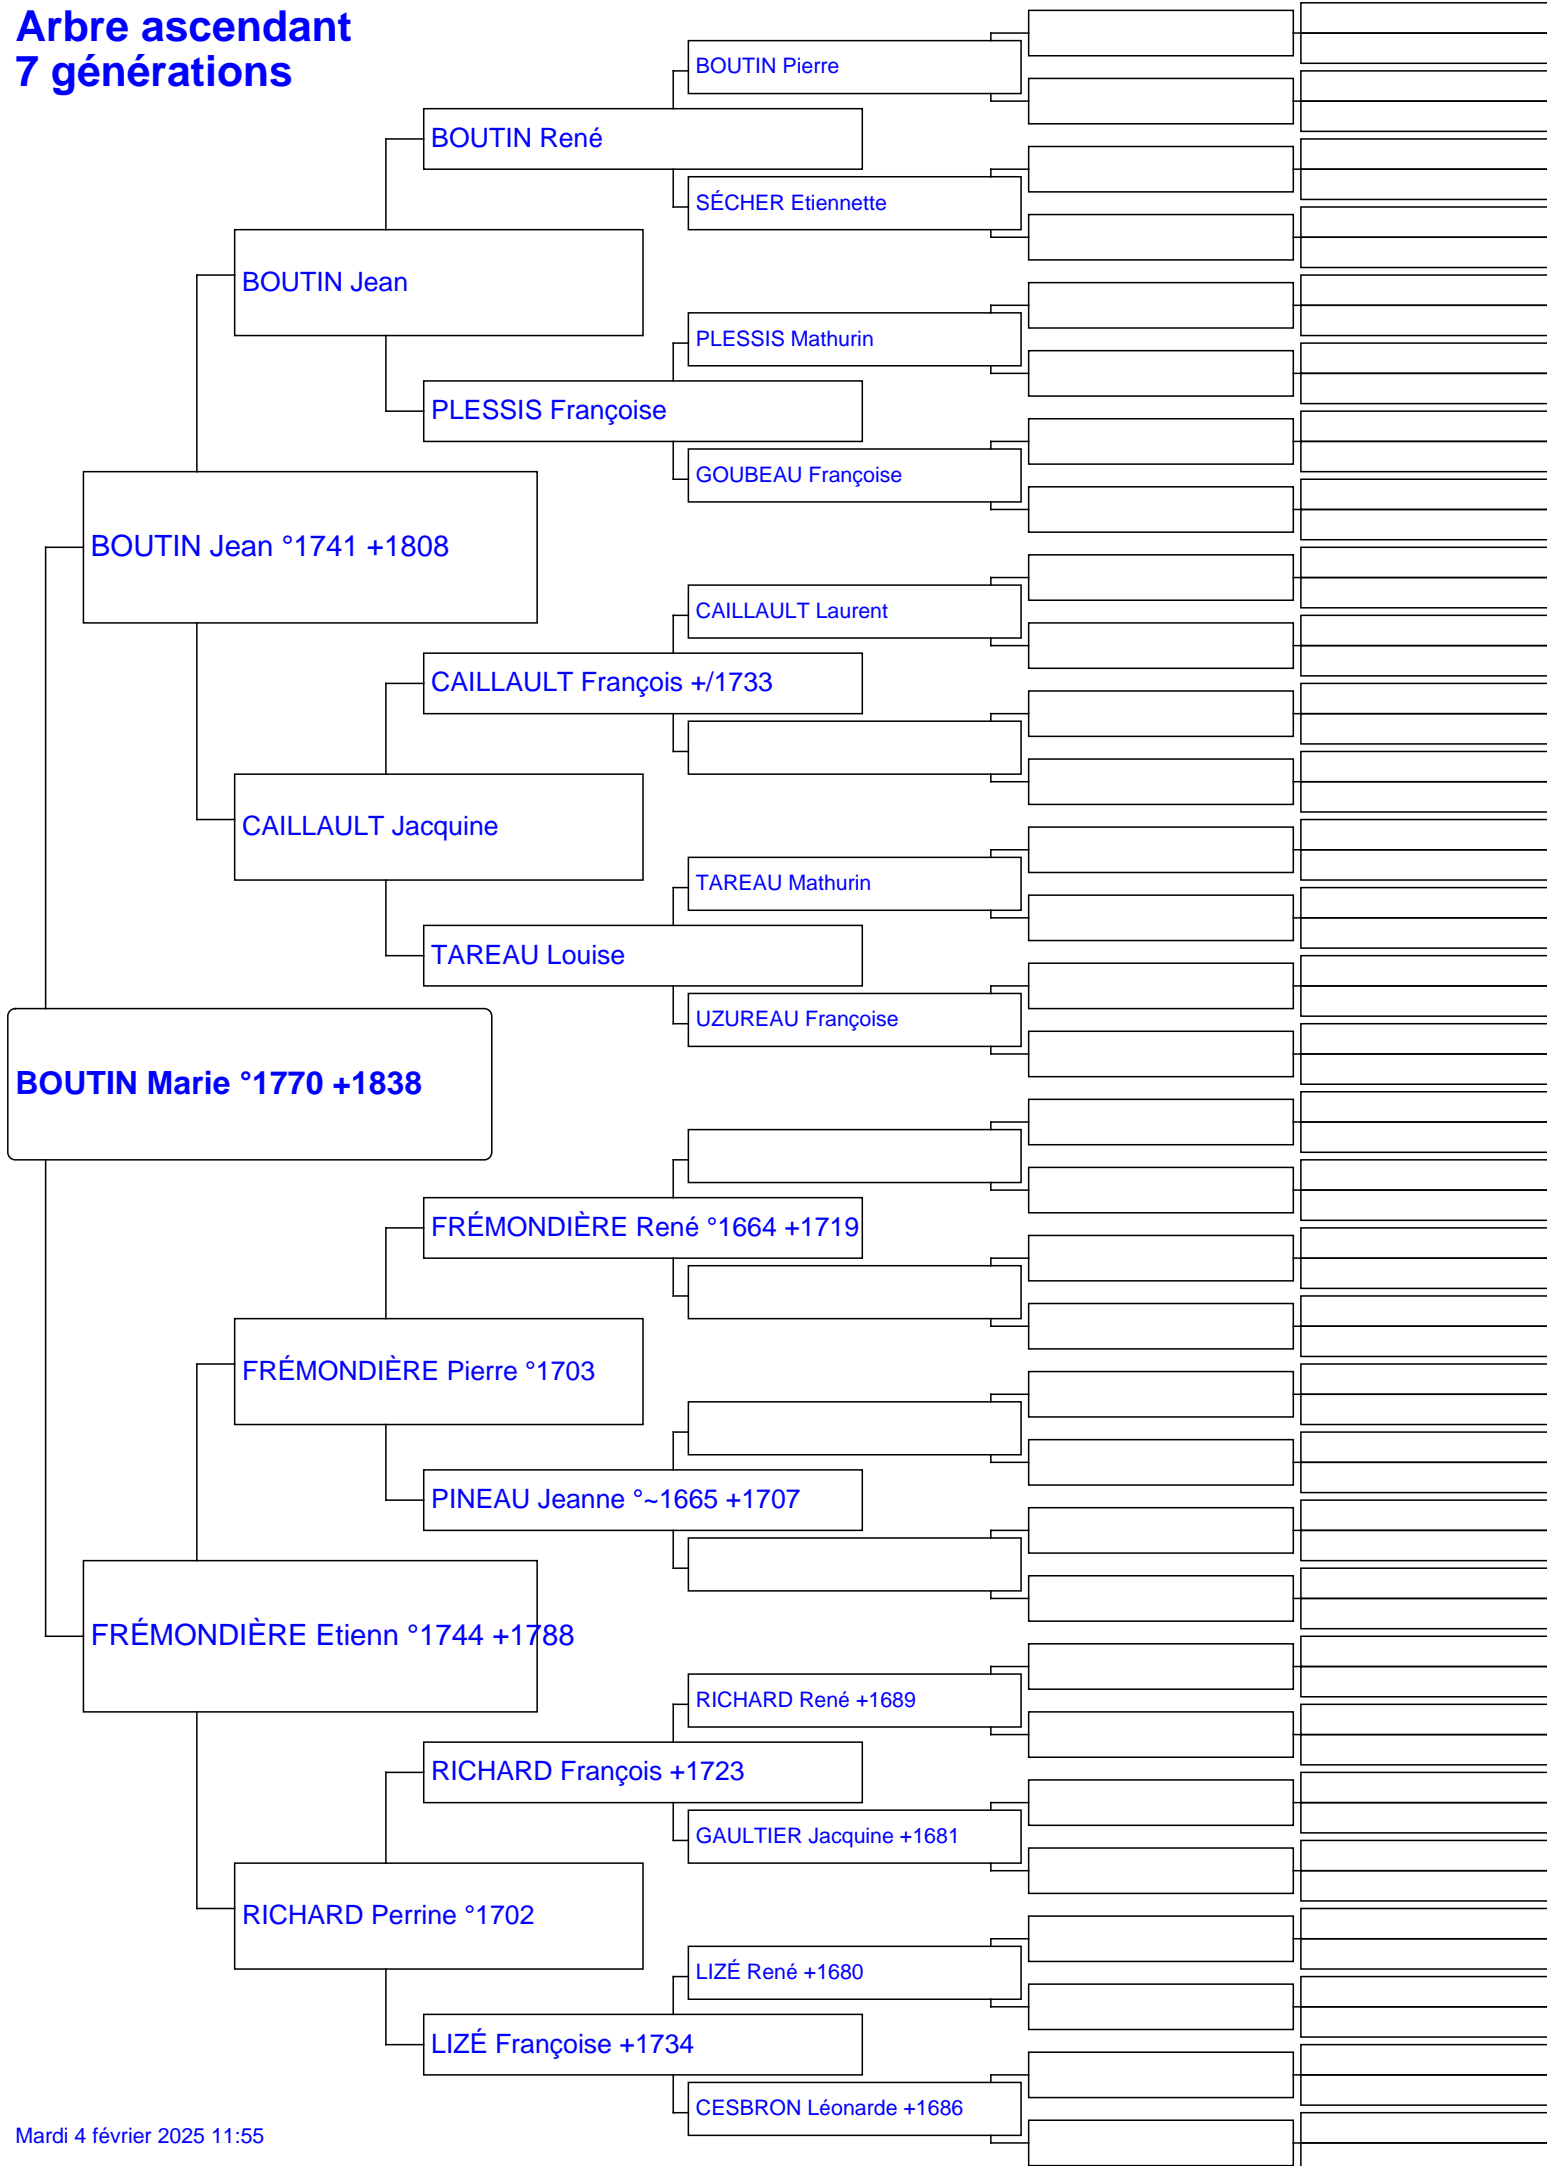 Arbre ascendant
7 générations
BOUTIN Pierre
BOUTIN René
SÉCHER Etiennette
BOUTIN Jean
PLESSIS Mathurin
PLESSIS Françoise
GOUBEAU Françoise
BOUTIN Jean °1741 +1808
CAILLAULT Laurent
CAILLAULT François +/1733
CAILLAULT Jacquine
TAREAU Mathurin
TAREAU Louise
UZUREAU Françoise
BOUTIN Marie °1770 +1838
FRÉMONDIÈRE René °1664 +1719
FRÉMONDIÈRE Pierre °1703
PINEAU Jeanne °~1665 +1707
FRÉMONDIÈRE Etienn °1744 +1788
RICHARD René +1689
RICHARD François +1723
GAULTIER Jacquine +1681
RICHARD Perrine °1702
LIZÉ René +1680
LIZÉ Françoise +1734
CESBRON Léonarde +1686
Mardi 4 février 2025 11:55